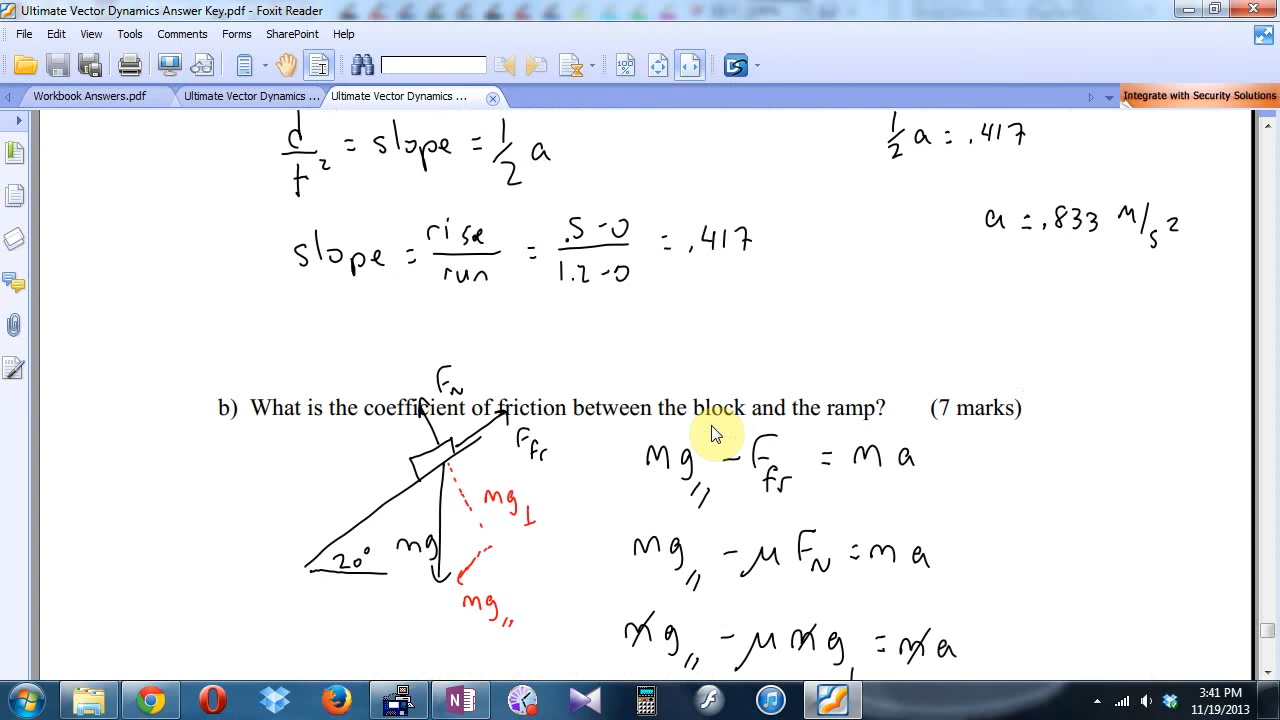 Ultimate Vector Dynamics Answer Key.pdf - Foxit Reader
File Edit View Tools Comments Forms SharePoint Help
Workbook Answers.pdf Ultimate Vector Dynamics ... Ultimate Vector Dynamics ... Integrate with Security Solutions
d/t² = slope = 1/2 a
1/2 a = .417
a = .833 m/s²
slope = rise/run = .5-0/1.2-0 = .417
F_N
b) What is the coefficient of friction between the block and the ramp? (7 marks)
F_fr
mg_∥ - F_fr = ma
mg_⊥
mg
20°
mg_∥ - μ F_N = ma
mg_∥
mg_∥ - μ mg = ma
3:41 PM
11/19/2013